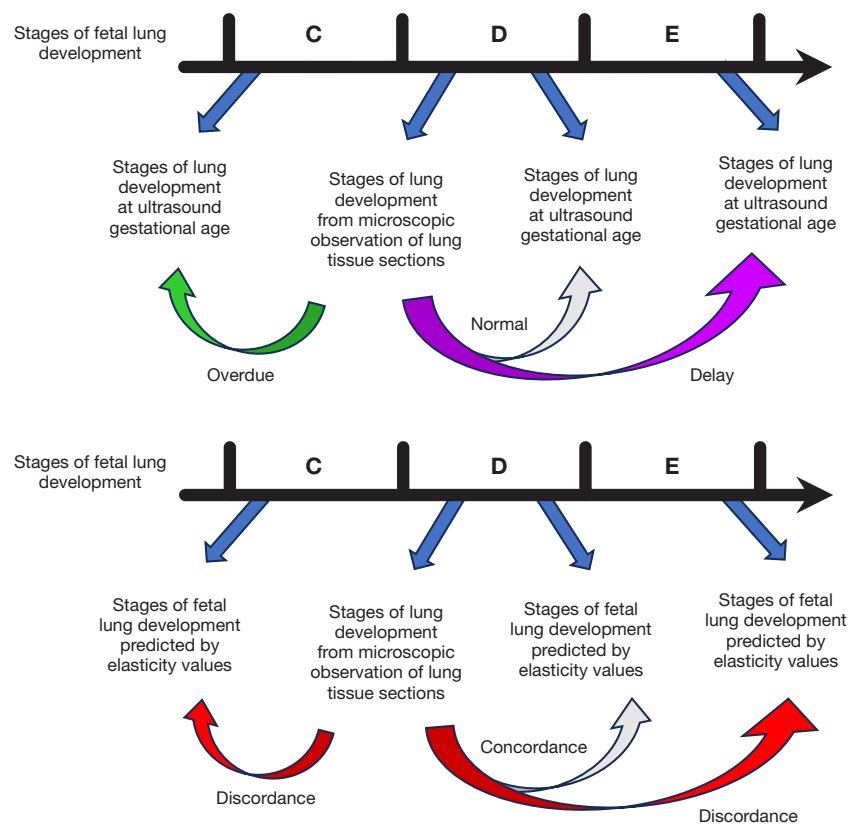 Stages of fetal lung
development
C
D
E
Stages of lung
development
at ultrasound
gestational age
Stages of lung
development
from microscopic
observation of lung
tissue sections
Stages of lung
development
at ultrasound
gestational age
Stages of lung
development
at ultrasound
gestational age
Overdue
Normal
Delay
Stages of fetal lung
development
C
D
E
Stages of fetal
lung development
predicted by
elasticity values
Stages of lung
development
from microscopic
observation of lung
tissue sections
Stages of fetal
lung development
predicted by
elasticity values
Stages of fetal
lung development
predicted by
elasticity values
Discordance
Concordance
Discordance